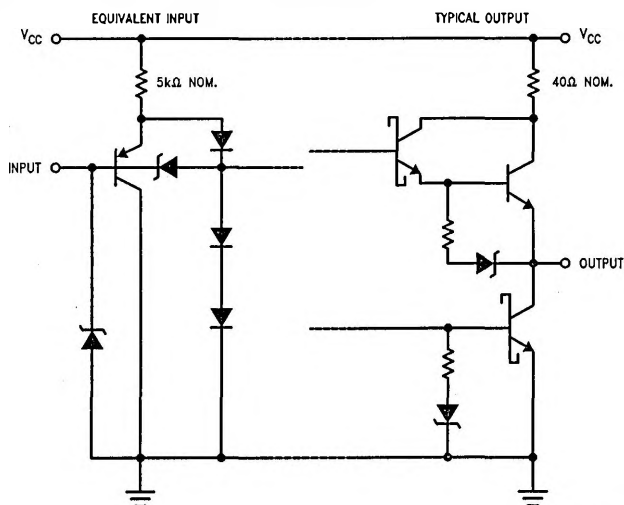 EQUIVALENT INPUT
TYPICAL OUTPUT
VCC
VCC
5kΩ NOM.
40Ω NOM.
INPUT
OUTPUT